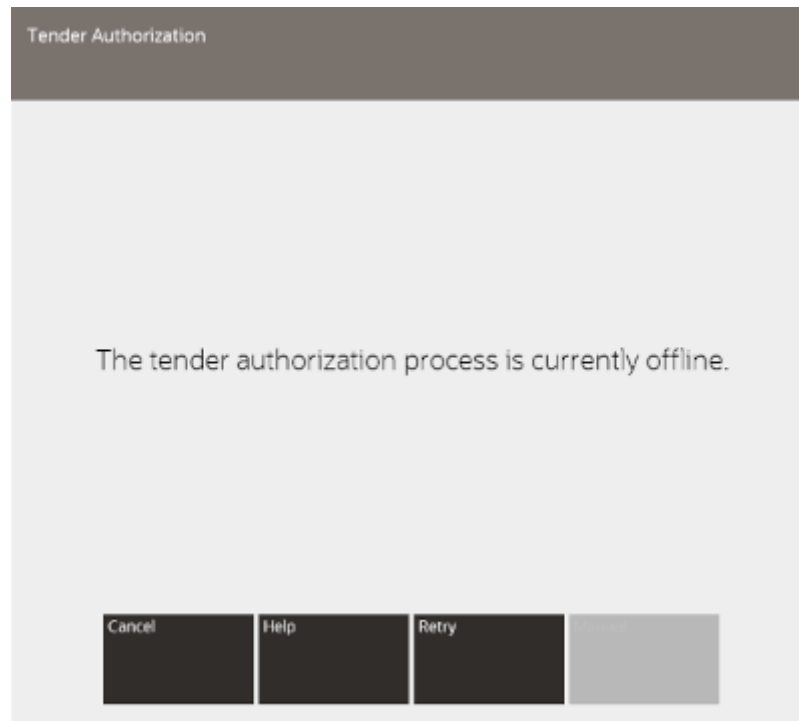 Tender Authorization
The tender authorization process is currently offline.
Cancel
Help
Retry